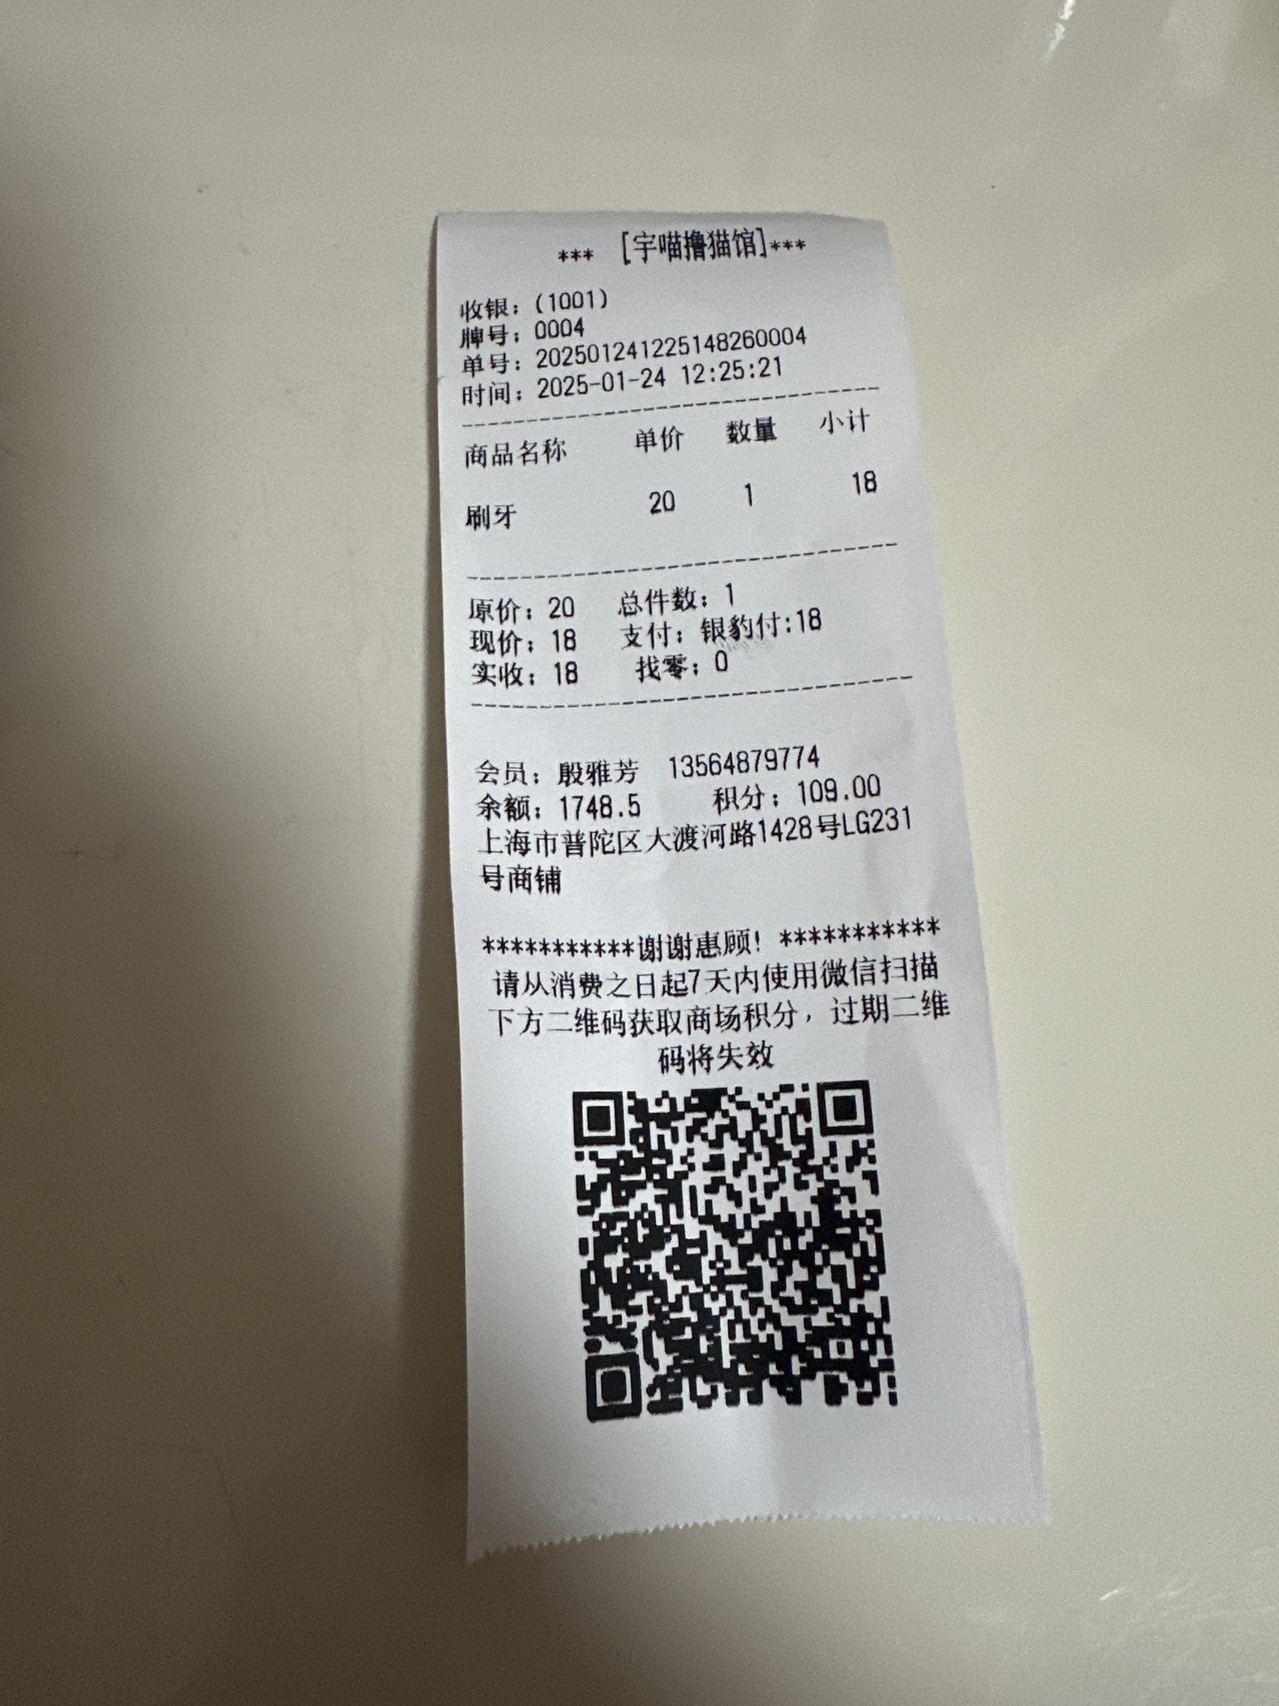 *** [宇喵撸猫馆]***
收银：(1001)
牌号：0004
单号：202501241225148260004
时间：2025-01-24 12:25:21
商品名称 单价 数量 小计
刷牙 20 1 18
原价：20 总件数：1
现价：18 支付：银豹付:18
实收：18 找零：0
会员：殷雅芳 13564879774
余额：1748.5 积分：109.00
上海市普陀区大渡河路1428号LG231
号商铺
***********谢谢惠顾！***********
请从消费之日起7天内使用微信扫描
下方二维码获取商场积分，过期二维
码将失效